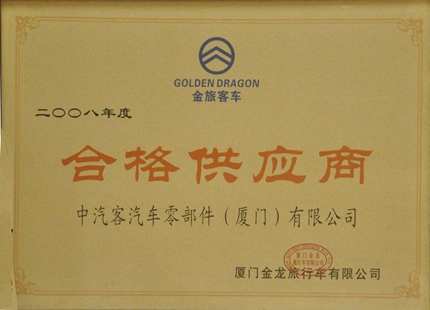 GOLDEN DRAGON
金旅客车
二〇〇八年度
合格供应商
中汽客汽车零部件（厦门）有限公司
厦门金龙旅行车有限公司